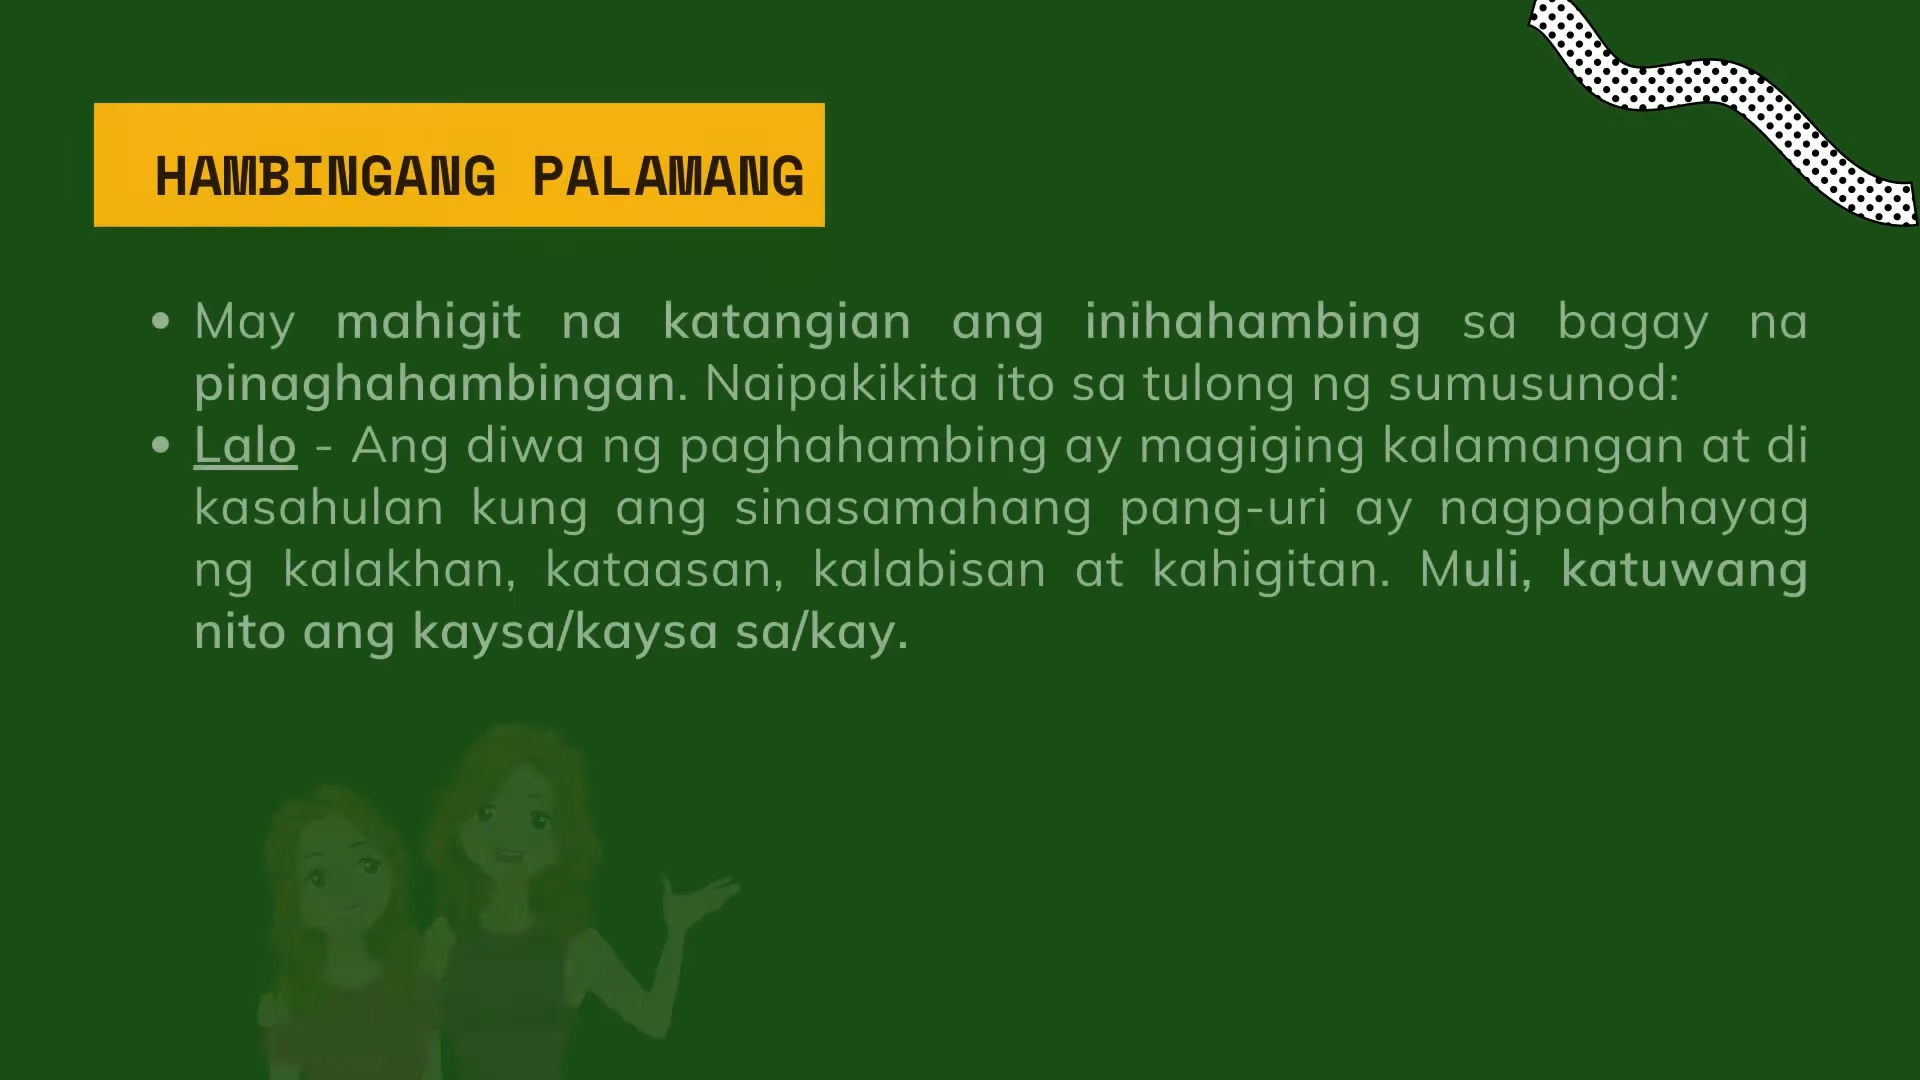 HAMBINGANG PALAMANG
• May mahigit na katangian ang inihahambing sa bagay na
pinaghahambingan. Naipakikita ito sa tulong ng sumusunod:
• Lalo - Ang diwa ng paghahambing ay magiging kalamangan at di
kasahulan kung ang sinasamahang pang-uri ay nagpapahayag
ng kalakhan, kataasan, kalabisan at kahigitan. Muli, katuwang
nito ang kaysa/kaysa sa/kay.